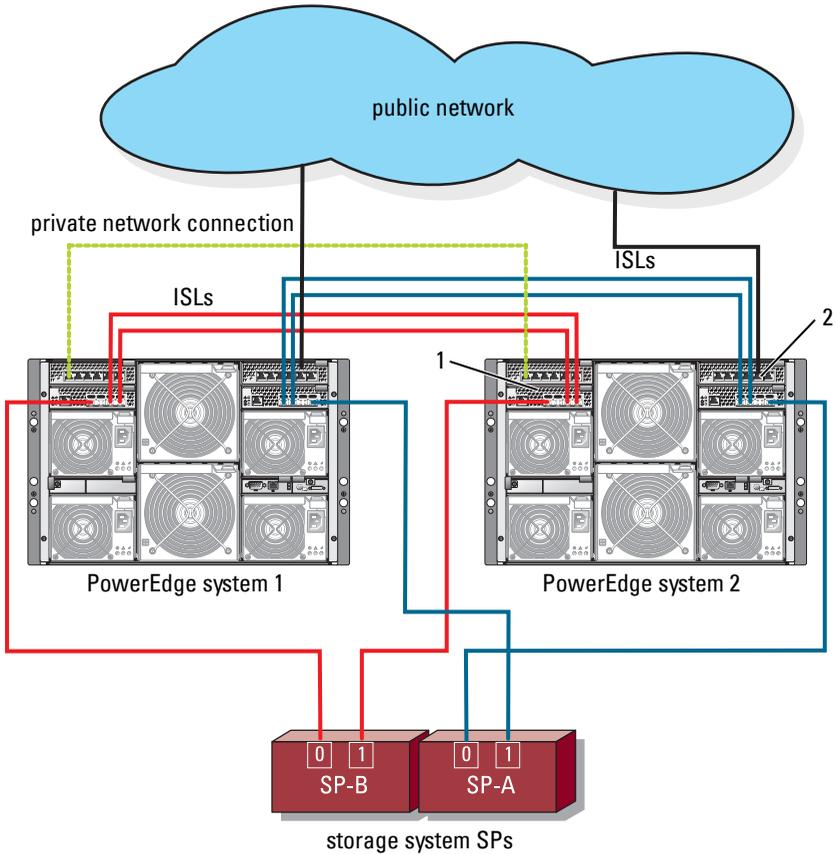 public network
private network connection
ISLs
ISLs
2
1
PowerEdge system 1
PowerEdge system 2
0
1
0
1
SP-B
SP-A
storage system SPs